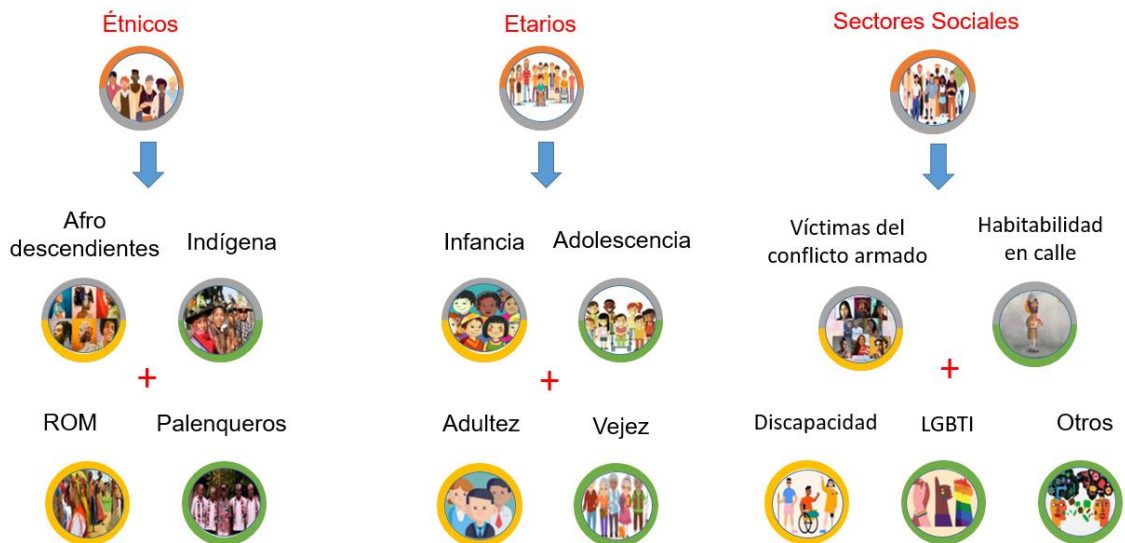 Étnicos
Etarios
Sectores Sociales
Afro
descendientes
Indígena
Infancia
Adolescencia
Víctimas del
conflicto armado
Habitabilidad
en calle
+
+
+
ROM
Palenqueros
Adultez
Vejez
Discapacidad
LGBTI
Otros